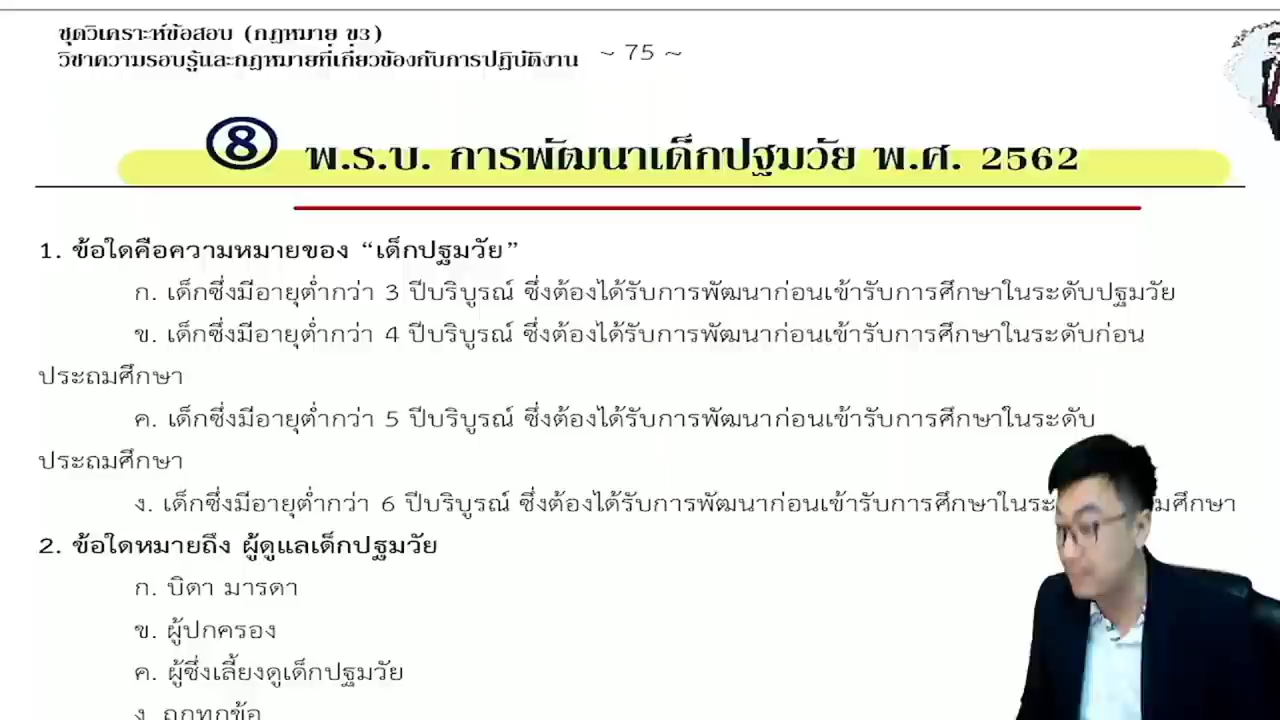 ชุดวิเคราะห์ข้อสอบ (กฎหมาย ข3)
วิชาความรอบรู้และกฎหมายที่เกี่ยวข้องกับการปฏิบัติงาน
~ 75 ~
8 พ.ร.บ. การพัฒนาเด็กปฐมวัย พ.ศ. 2562
1. ข้อใดคือความหมายของ “เด็กปฐมวัย”
ก. เด็กซึ่งมีอายุต่ำกว่า 3 ปีบริบูรณ์ ซึ่งต้องได้รับการพัฒนาก่อนเข้ารับการศึกษาในระดับปฐมวัย
ข. เด็กซึ่งมีอายุต่ำกว่า 4 ปีบริบูรณ์ ซึ่งต้องได้รับการพัฒนาก่อนเข้ารับการศึกษาในระดับก่อน
ประถมศึกษา
ค. เด็กซึ่งมีอายุต่ำกว่า 5 ปีบริบูรณ์ ซึ่งต้องได้รับการพัฒนาก่อนเข้ารับการศึกษาในระดับ
ประถมศึกษา
ง. เด็กซึ่งมีอายุต่ำกว่า 6 ปีบริบูรณ์ ซึ่งต้องได้รับการพัฒนาก่อนเข้ารับการศึกษาในระ มศึกษา
2. ข้อใดหมายถึง ผู้ดูแลเด็กปฐมวัย
ก. บิดา มารดา
ข. ผู้ปกครอง
ค. ผู้ซึ่งเลี้ยงดูเด็กปฐมวัย
ง. ถูกทุกข้อ